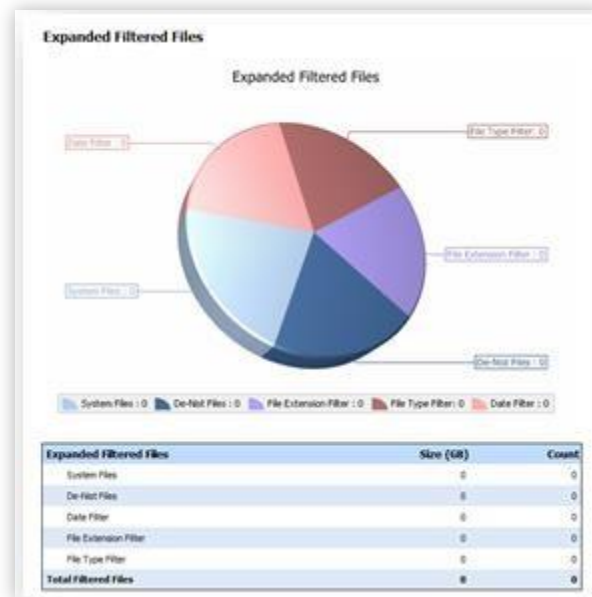 Expanded Filtered Files
Expanded Filtered Files
Date Filter : 0
File Type Filter: 0
File Extension Filter : 0
System Files : 0
De-Nist Files : 0
System Files : 0 De-Nist Files : 0 File Extension Filter : 0 File Type Filter: 0 Date Filter : 0
Expanded Filtered Files Size (GB) Count
System Files 0 0
De-Nist Files 0 0
Date Filter 0 0
File Extension Filter 0 0
File Type Filter 0 0
Total Filtered Files 0 0